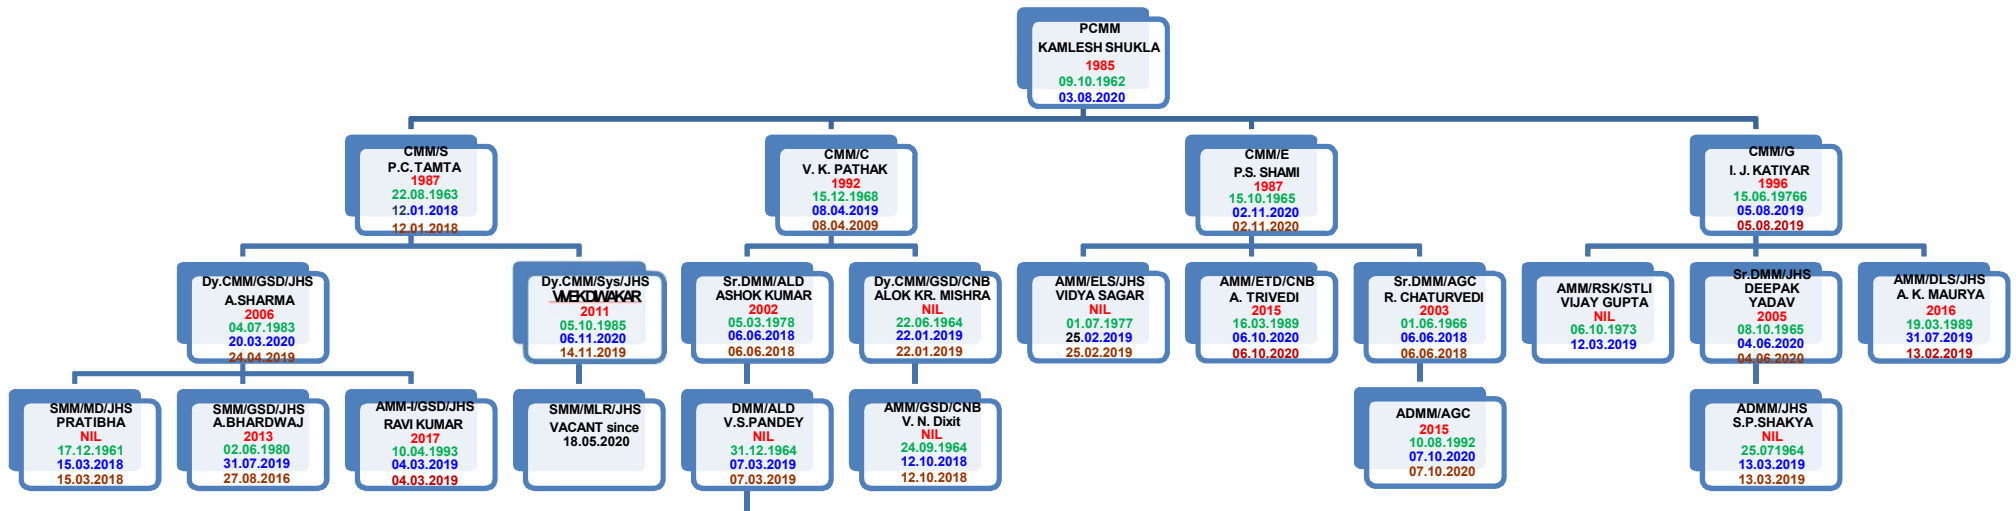 PCMM
KAMLESH SHUKLA
1985
09.10.1962
03.08.2020
CMM/S
P.C.TAMTA
1987
22.08.1963
12.01.2018
12.01.2018
CMM/C
V. K. PATHAK
1992
15.12.1968
08.04.2019
08.04.2009
CMM/E
P.S. SHAMI
1987
15.10.1965
02.11.2020
02.11.2020
CMM/G
I. J. KATIYAR
1996
15.06.19766
05.08.2019
05.08.2019
Dy.CMM/GSD/JHS
A.SHARMA
2006
04.07.1983
20.03.2020
24.04.2019
Dy.CMM/Sys/JHS
VIVEK DIWAKAR
2011
05.10.1985
06.11.2020
14.11.2019
Sr.DMM/ALD
ASHOK KUMAR
2002
05.03.1978
06.06.2018
06.06.2018
Dy.CMM/GSD/CNB
ALOK KR. MISHRA
NIL
22.06.1964
22.01.2019
22.01.2019
AMM/ELS/JHS
VIDYA SAGAR
NIL
01.07.1977
25.02.2019
25.02.2019
AMM/ETD/CNB
A. TRIVEDI
2015
16.03.1989
06.10.2020
06.10.2020
Sr.DMM/AGC
R. CHATURVEDI
2003
01.06.1966
06.06.2018
06.06.2018
AMM/RSK/STLI
VIJAY GUPTA
NIL
06.10.1973
12.03.2019
Sr.DMM/JHS
DEEPAK
YADAV
2005
08.10.1965
04.06.2020
04.06.2020
AMM/DLS/JHS
A. K. MAURYA
2016
19.03.1989
31.07.2019
13.02.2019
SMM/MD/JHS
PRATIBHA
NIL
17.12.1961
15.03.2018
15.03.2018
SMM/GSD/JHS
A.BHARDWAJ
2013
02.06.1980
31.07.2019
27.08.2016
AMM-I/GSD/JHS
RAVI KUMAR
2017
10.04.1993
04.03.2019
04.03.2019
SMM/MLR/JHS
VACANT since
18.05.2020
DMM/ALD
V.S.PANDEY
NIL
31.12.1964
07.03.2019
07.03.2019
AMM/GSD/CNB
V. N. Dixit
NIL
24.09.1964
12.10.2018
12.10.2018
ADMM/AGC
2015
10.08.1992
07.10.2020
07.10.2020
ADMM/JHS
S.P.SHAKYA
NIL
25.071964
13.03.2019
13.03.2019